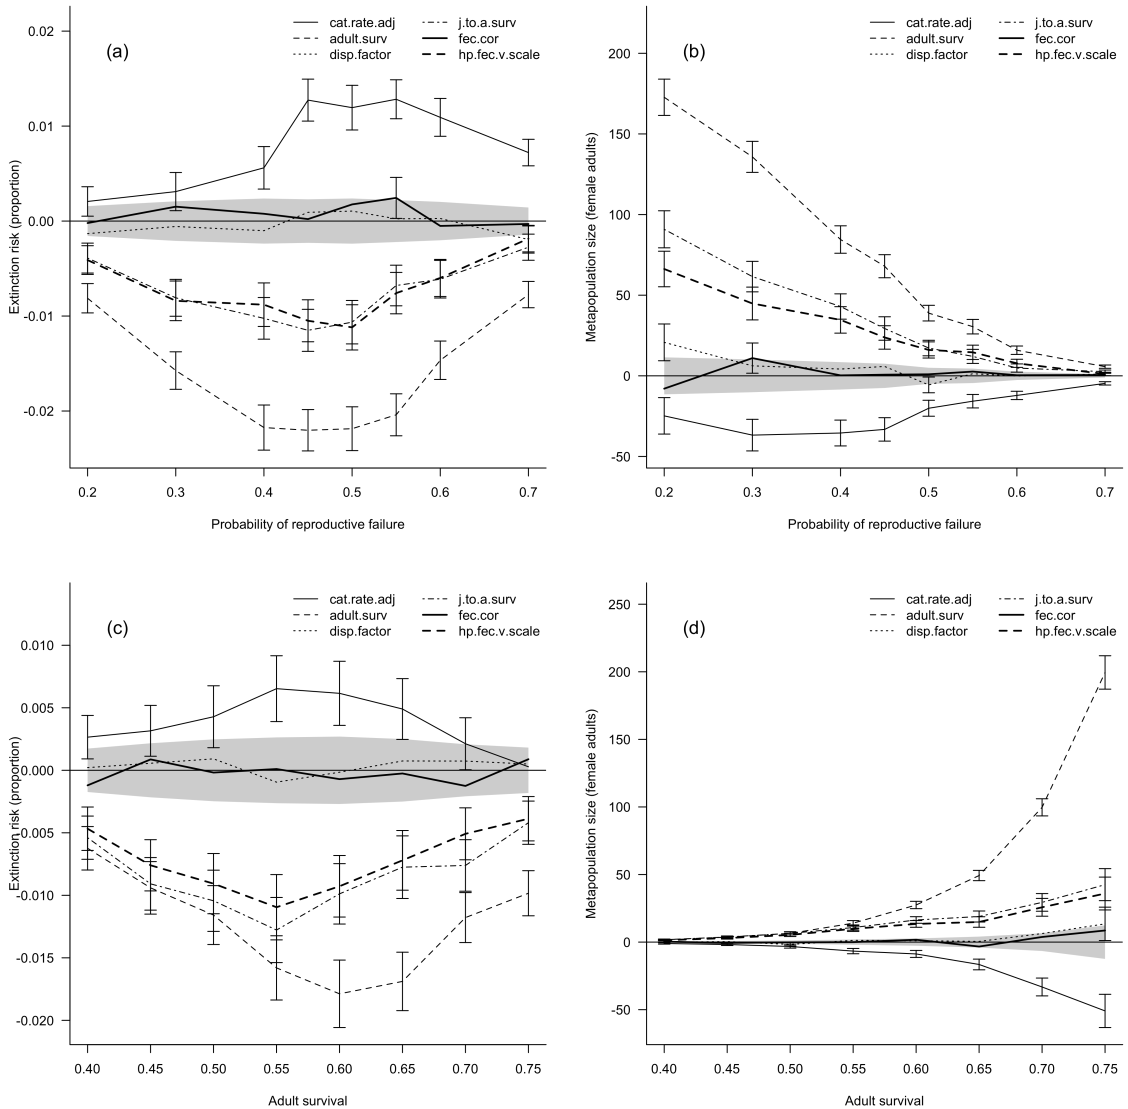 (a)
cat.rate.adj
adult.surv
disp.factor
j.to.a.surv
fec.cor
hp.fec.v.scale
0.02
0.01
0.00
-0.01
-0.02
Extinction risk (proportion)
0.2 0.3 0.4 0.5 0.6 0.7
Probability of reproductive failure
(b)
cat.rate.adj
adult.surv
disp.factor
j.to.a.surv
fec.cor
hp.fec.v.scale
200
150
100
50
0
-50
Metapopulation size (female adults)
0.2 0.3 0.4 0.5 0.6 0.7
Probability of reproductive failure
(c)
cat.rate.adj
adult.surv
disp.factor
j.to.a.surv
fec.cor
hp.fec.v.scale
0.010
0.005
0.000
-0.005
-0.010
-0.015
-0.020
Extinction risk (proportion)
0.40 0.45 0.50 0.55 0.60 0.65 0.70 0.75
Adult survival
(d)
cat.rate.adj
adult.surv
disp.factor
j.to.a.surv
fec.cor
hp.fec.v.scale
250
200
150
100
50
0
-50
Metapopulation size (female adults)
0.40 0.45 0.50 0.55 0.60 0.65 0.70 0.75
Adult survival